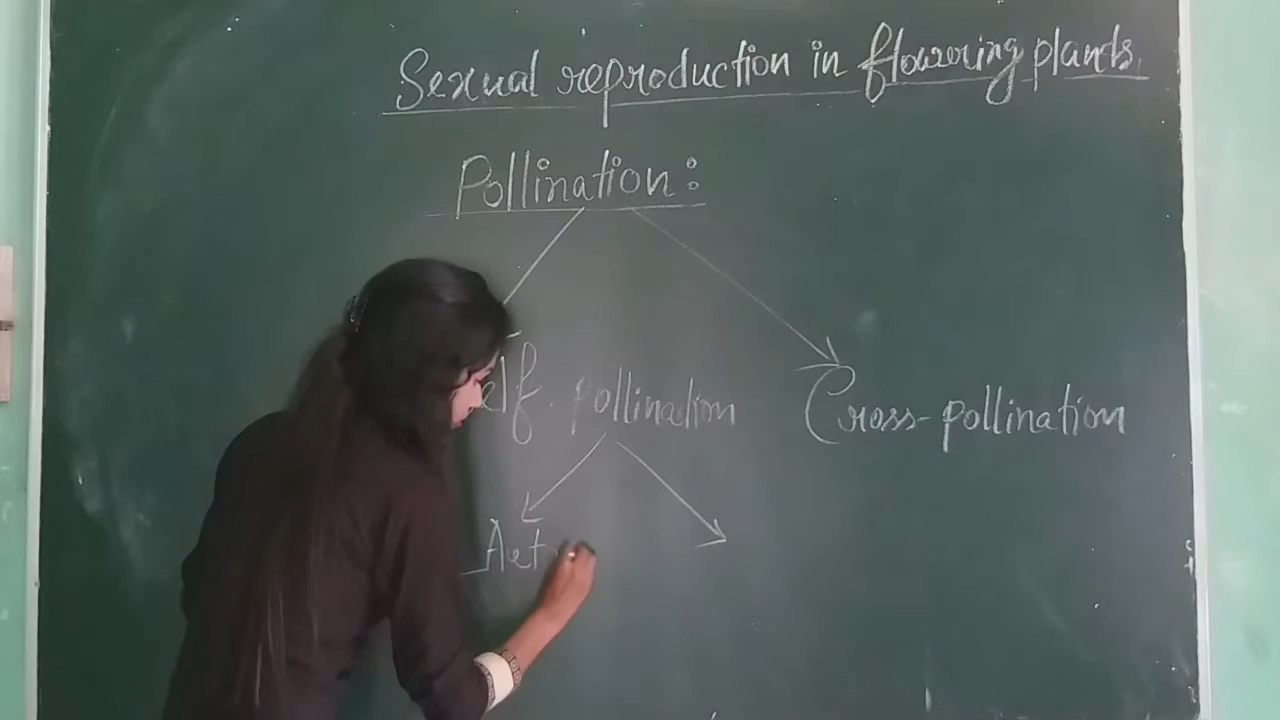 Sexual reproduction in flowering plants
Pollination:
elf pollination
Cross-pollination
Aut